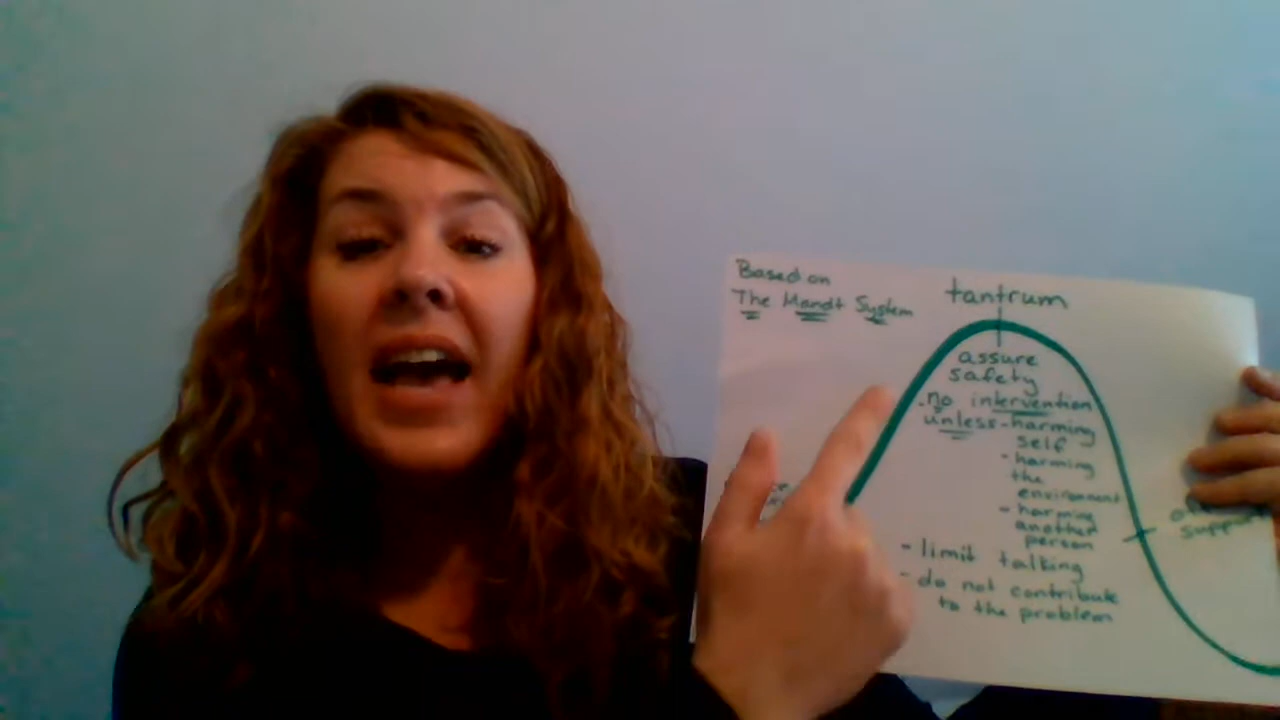 Based on
The Mandt System
tantrum
assure
safety
- no intervention
unless - harming
self
- harming
the
environment
- harming
another
person
- limit talking
- do not contribute
to the problem
support